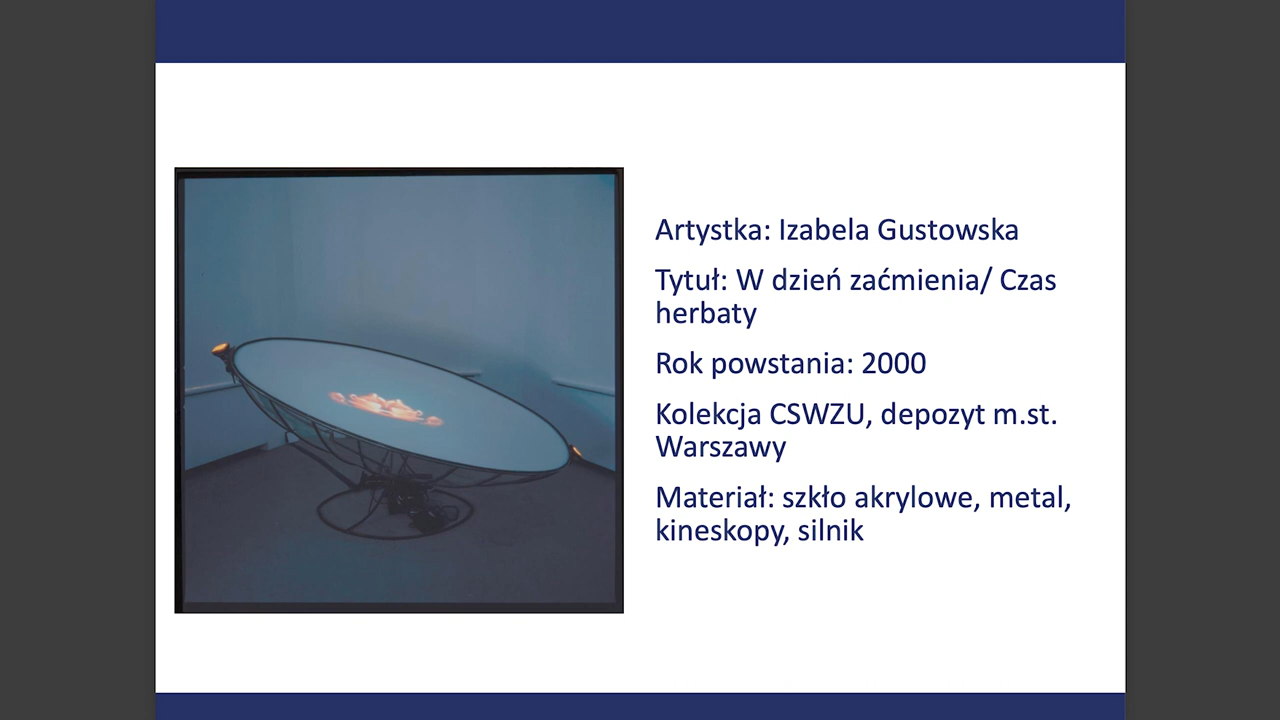 Artystka: Izabela Gustowska
Tytuł: W dzień zaćmienia/ Czas
herbaty
Rok powstania: 2000
Kolekcja CSWZU, depozyt m.st.
Warszawy
Materiał: szkło akrylowe, metal,
kineskopy, silnik